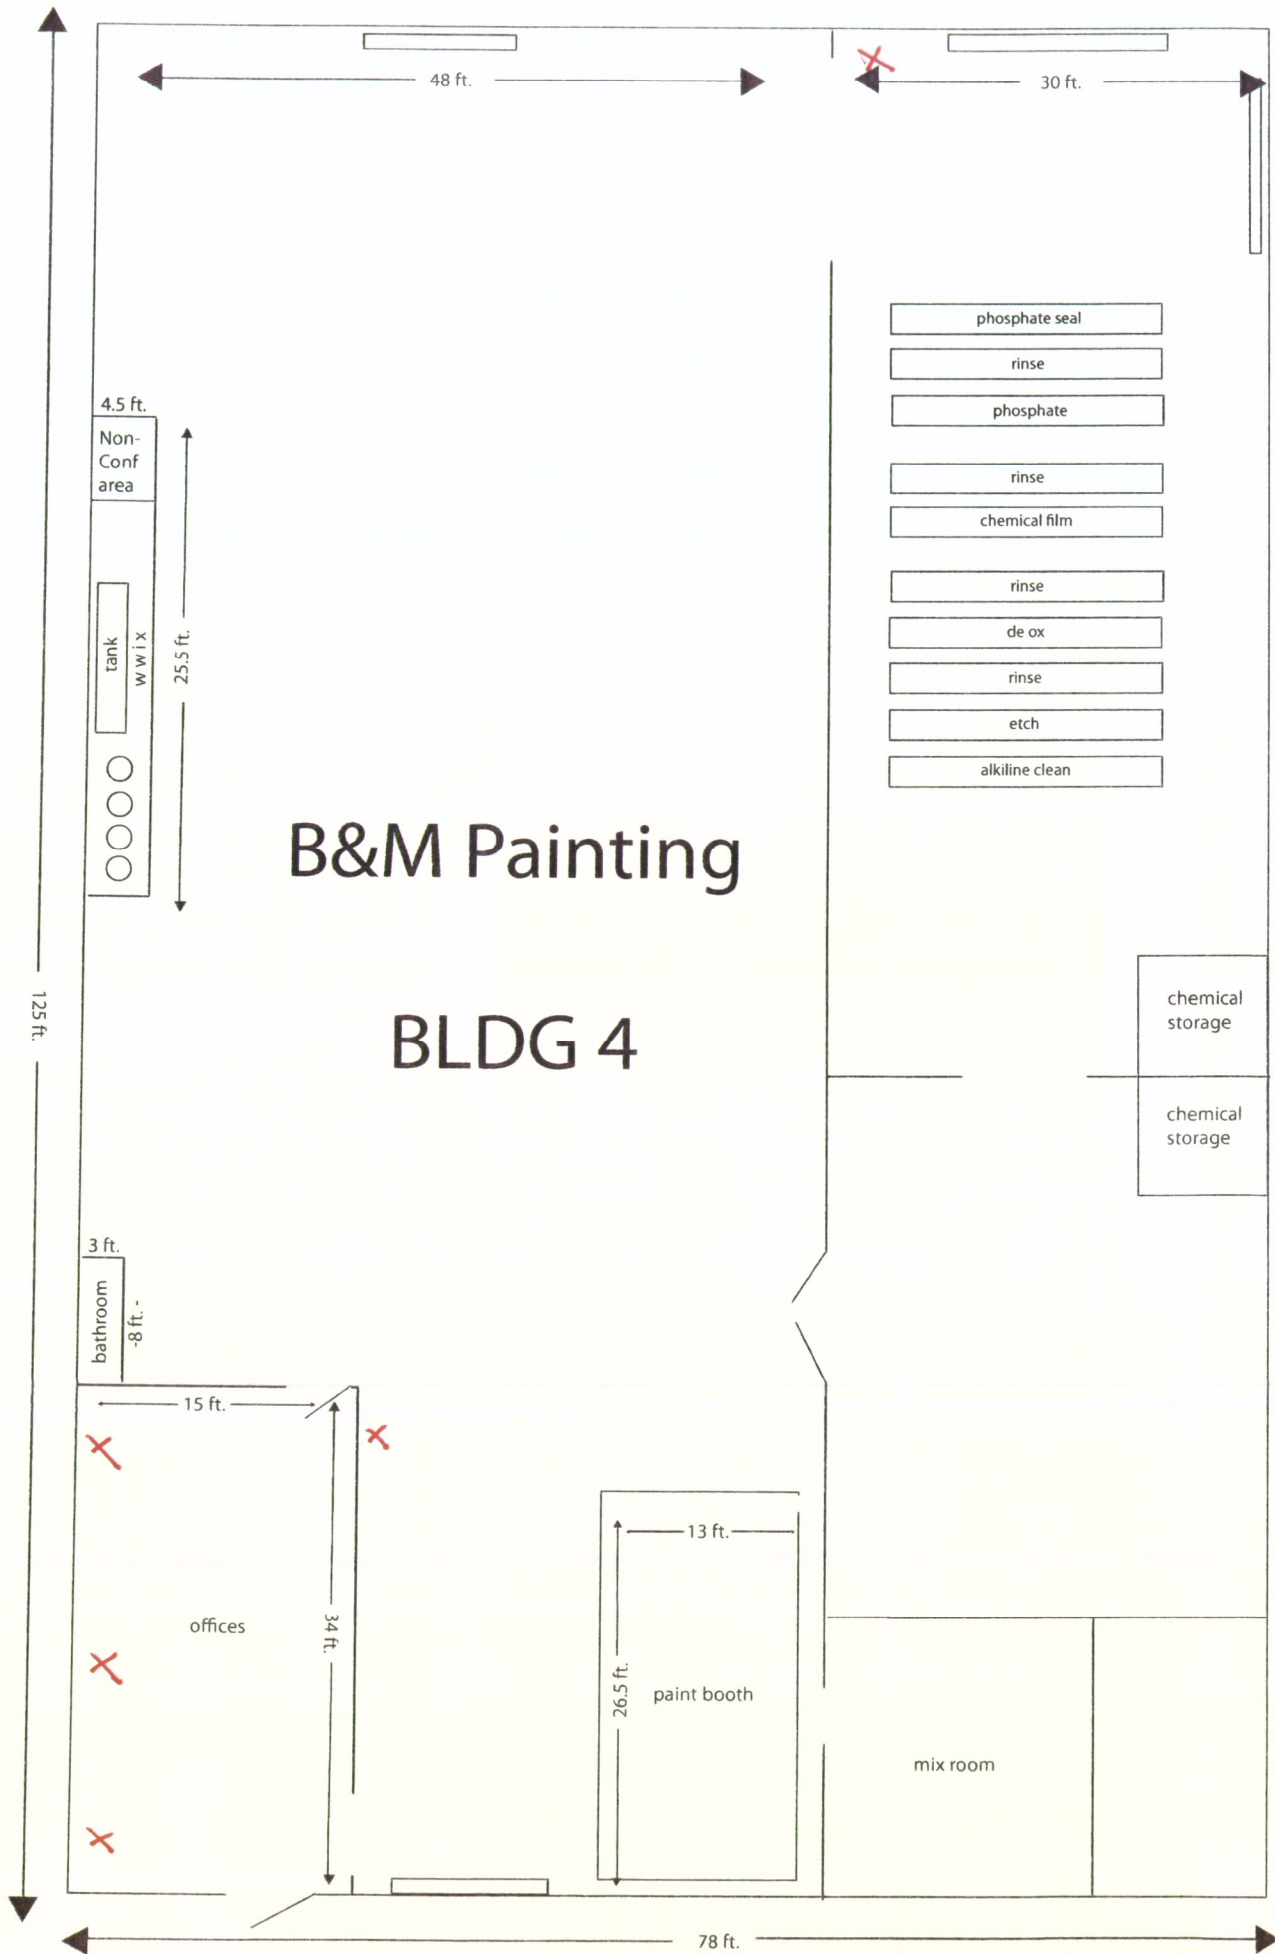 48 ft.
30 ft.
phosphate seal
rinse
phosphate
rinse
chemical film
rinse
de ox
rinse
etch
alkiline clean
4.5 ft.
Non-
Conf
area
tank
wwix
25.5 ft.
B&M Painting
BLDG 4
125 ft.
chemical
storage
chemical
storage
3 ft.
bathroom
-8 ft. -
15 ft.
34 ft.
offices
13 ft.
26.5 ft.
paint booth
mix room
78 ft.